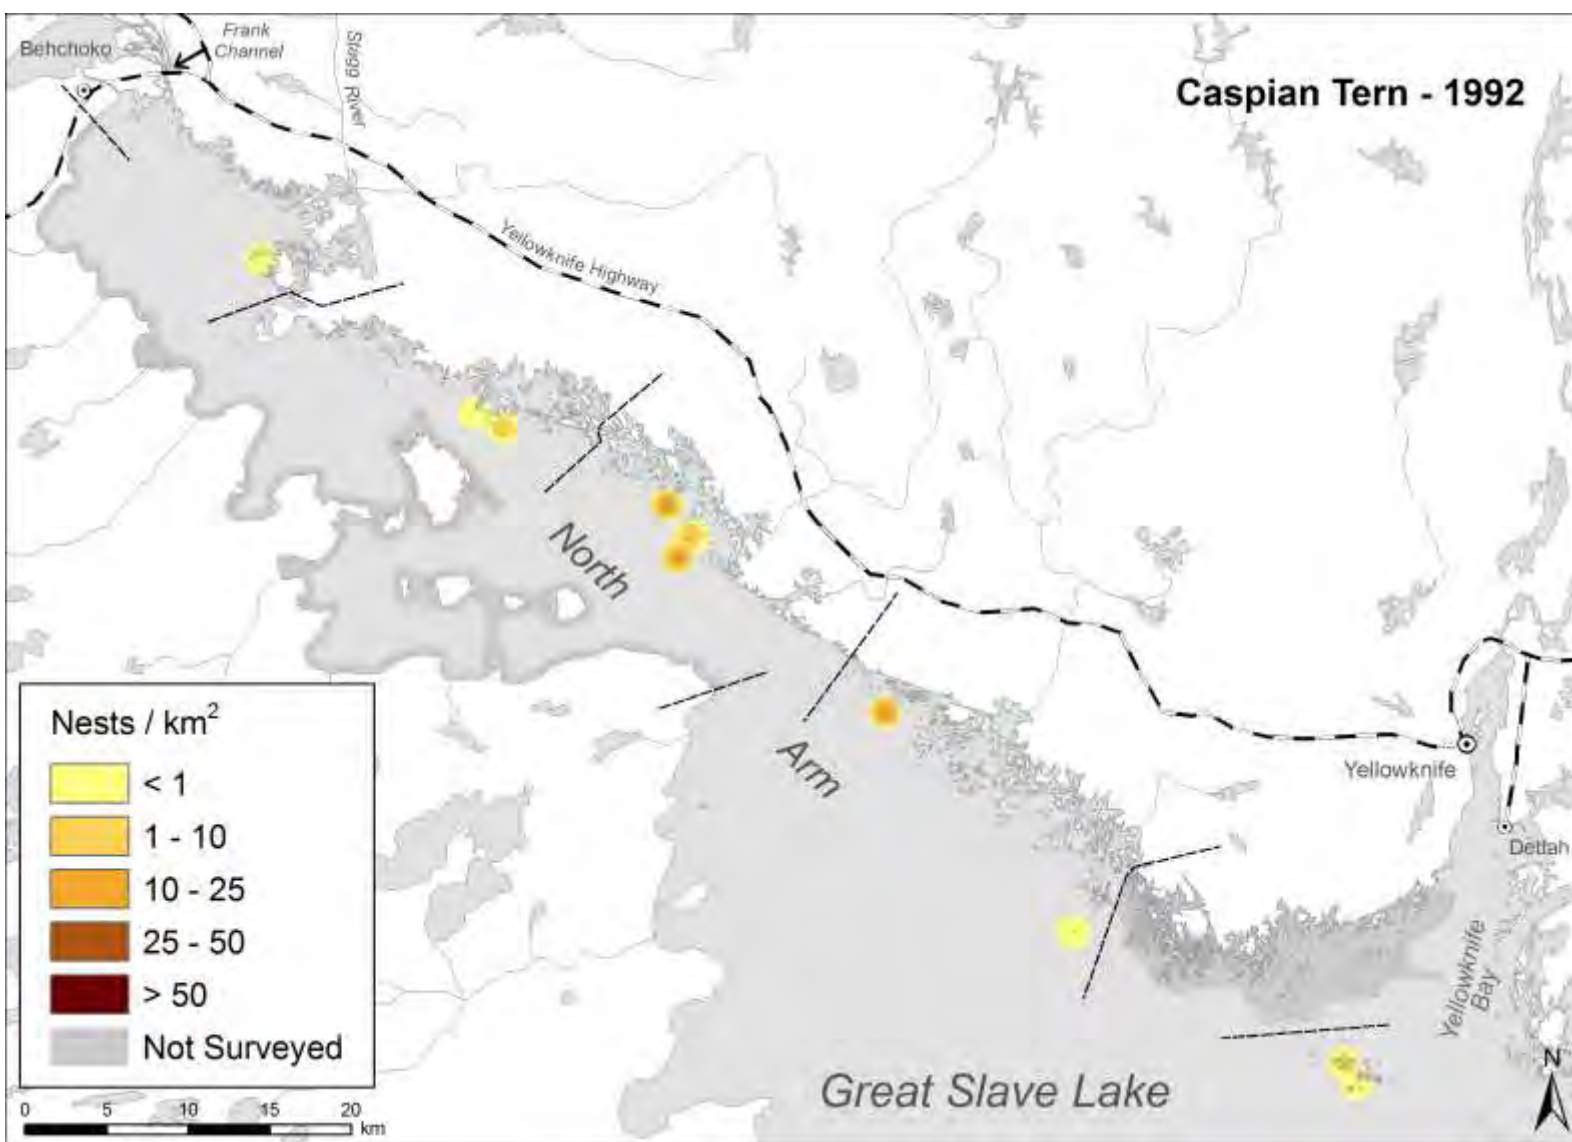 Behchoko
Frank
Channel
Stagg River
Caspian Tern - 1992
Yellowknife Highway
North
Arm
Yellowknife
Dettah
Yellowknife
Bay
Great Slave Lake
N
Nests / km2
< 1
1 - 10
10 - 25
25 - 50
> 50
Not Surveyed
0 5 10 15 20
km